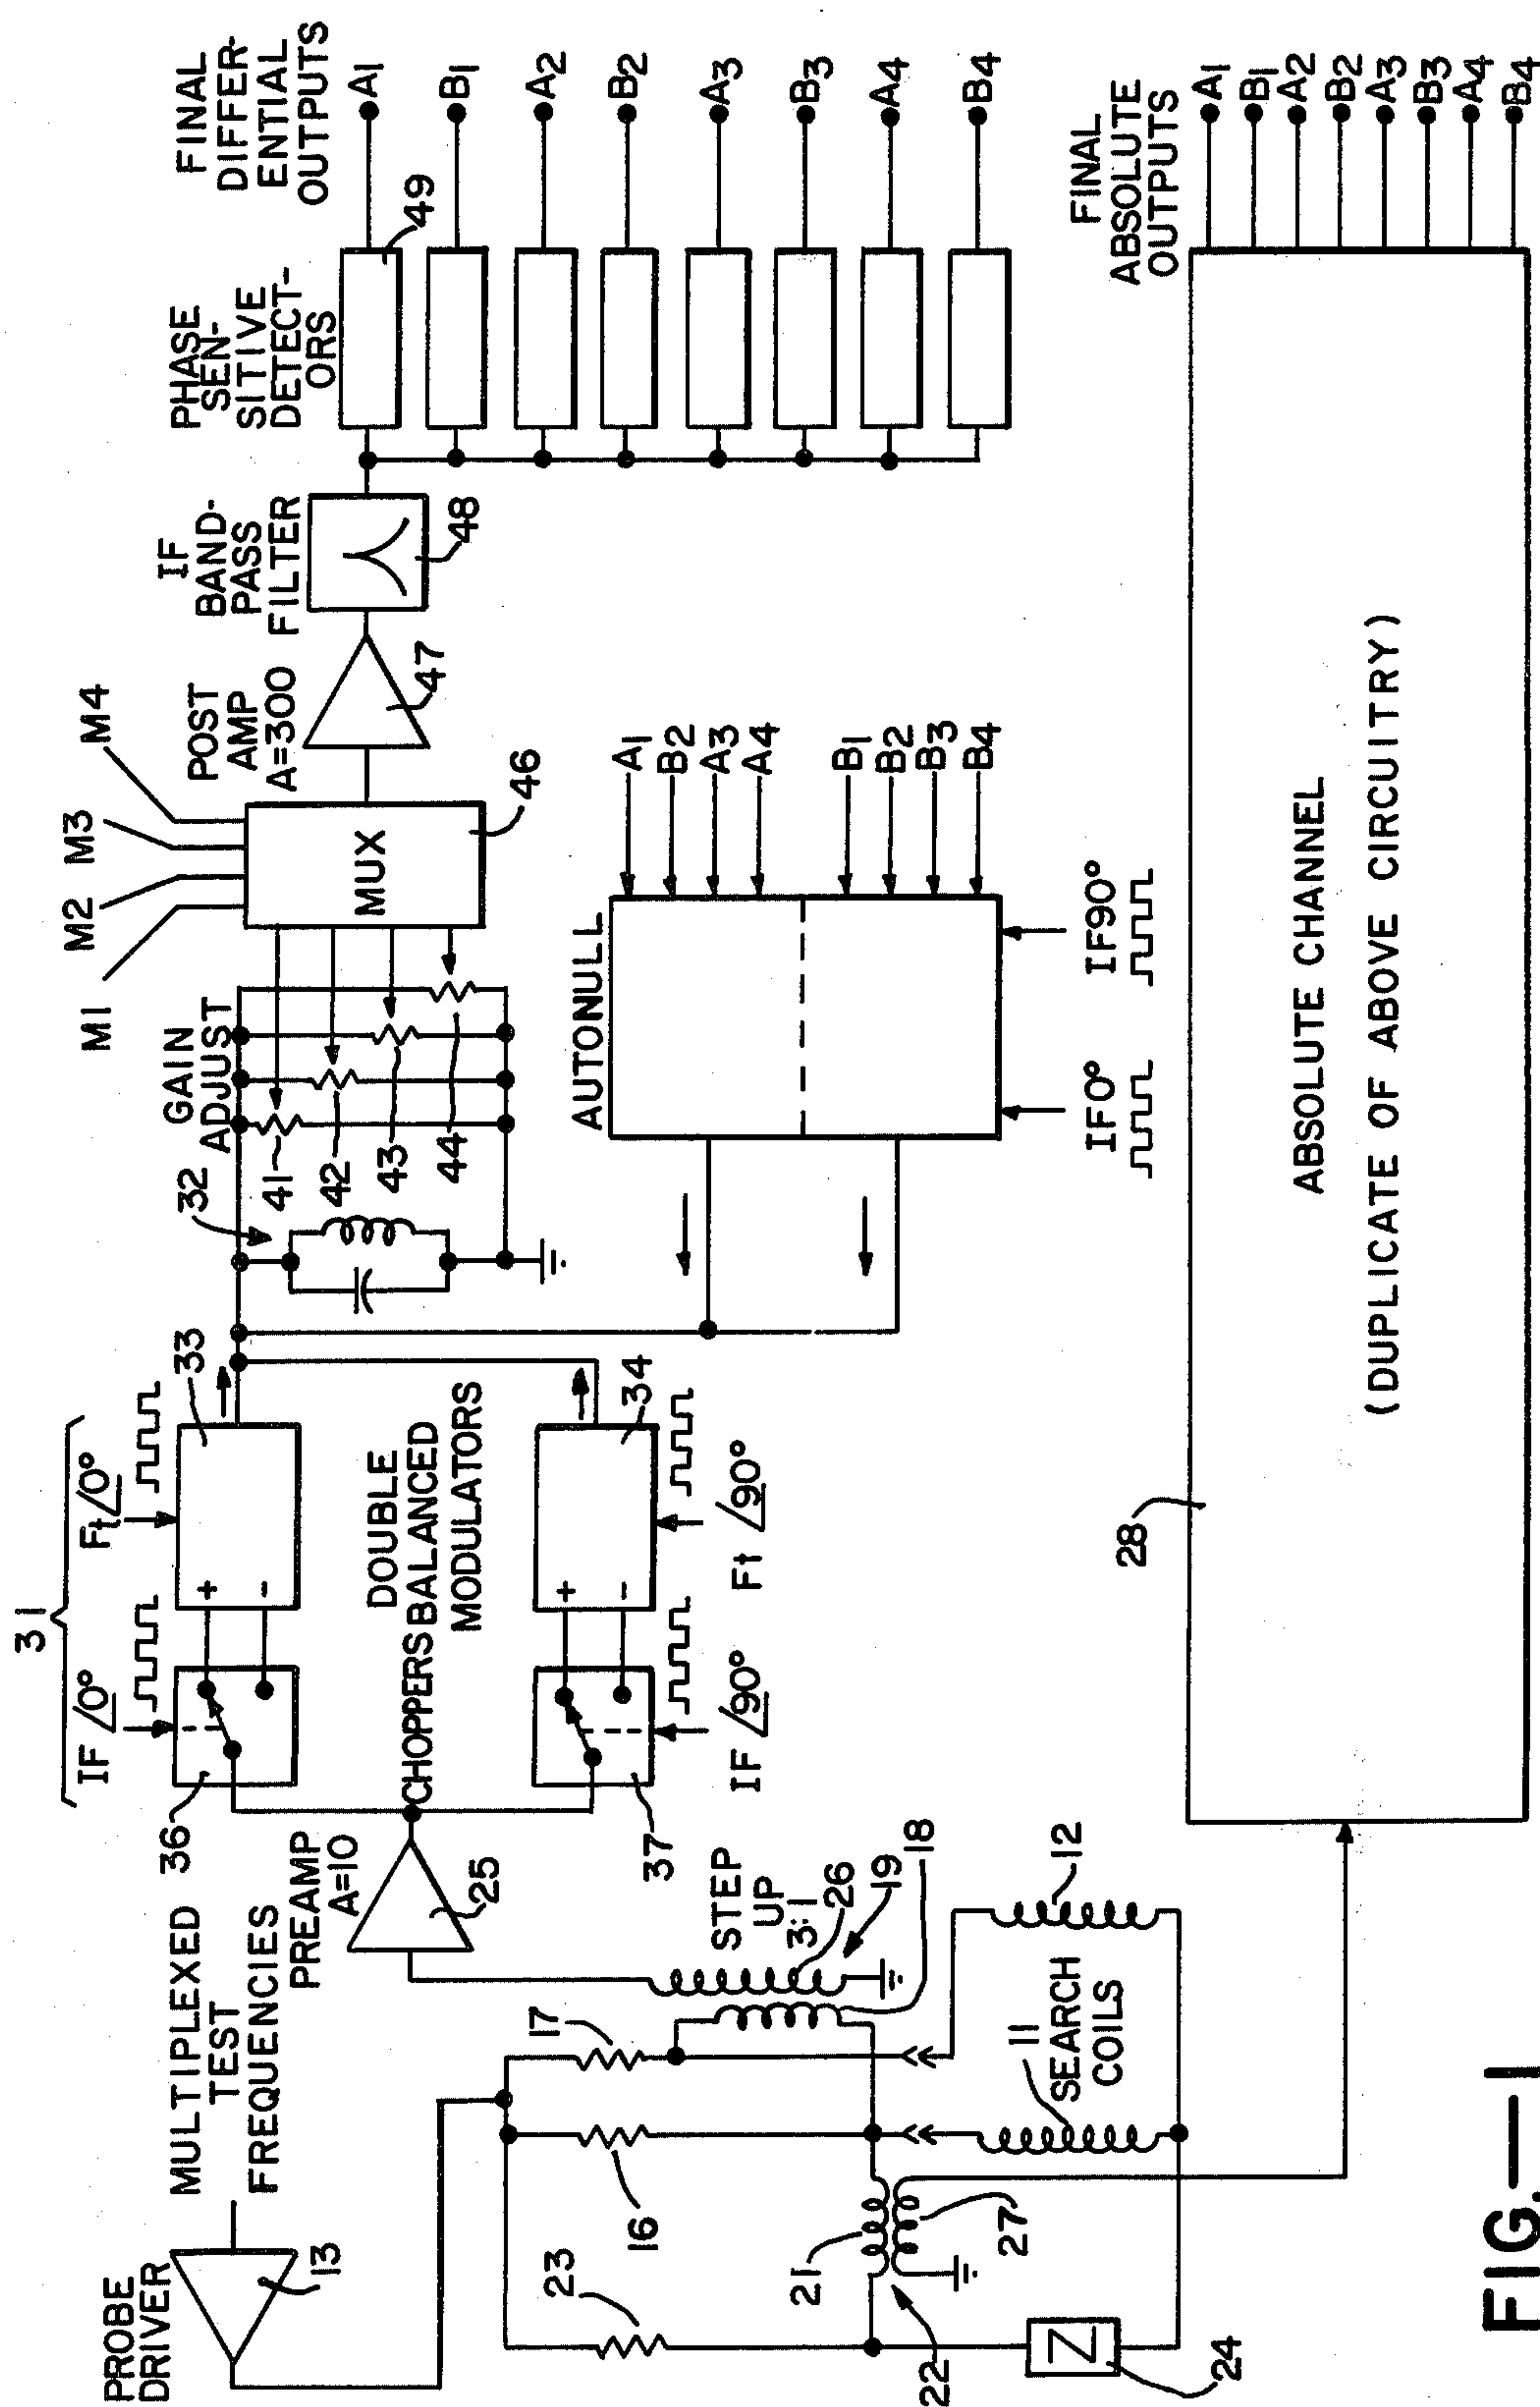 PROBE
DRIVER
13
MULTIPLEXED
TEST
FREQUENCIES
PREAMP
A=10
25
31
IF /0°
Ft /0°
36
33
CHOPPERS
DOUBLE
BALANCED
MODULATORS
+
-
+
-
37
34
IF /90°
Ft /90°
32
GAIN
ADJUST
41
42
43
44
M1
M2
M3
M4
MUX
46
POST
AMP
A=300
47
IF
BAND-
PASS
FILTER
48
PHASE
SEN-
SITIVE
DETECT-
ORS
49
FINAL
DIFFER-
ENTIAL
OUTPUTS
A1
B1
A2
B2
A3
B3
A4
B4
AUTONULL
A1
B2
A3
A4
B1
B2
B3
B4
IF0°
IF90°
23
16
17
STEP
UP
3:1
26
19
18
21
27
22
24
11
SEARCH
COILS
12
28
ABSOLUTE CHANNEL
(DUPLICATE OF ABOVE CIRCUITRY)
FINAL
ABSOLUTE
OUTPUTS
A1
B1
A2
B2
A3
B3
A4
B4
Z
FIG.—1